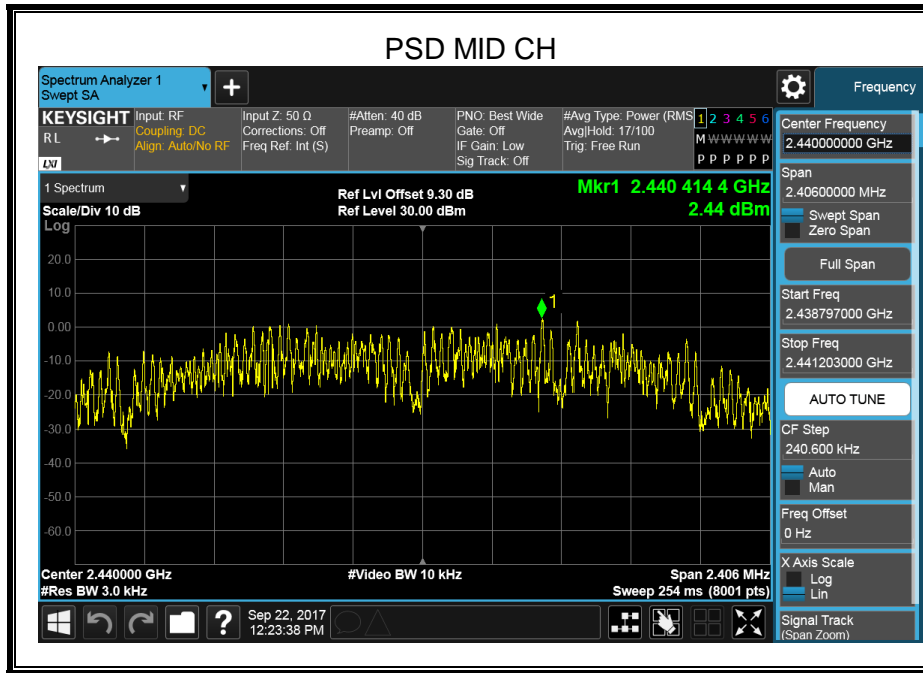 PSD MID CH
Spectrum Analyzer 1
Swept SA
+
Frequency
KEYSIGHT
RL
LXI
Input: RF
Coupling: DC
Align: Auto/No RF
Input Z: 50 Ω
Corrections: Off
Freq Ref: Int (S)
#Atten: 40 dB
Preamp: Off
PNO: Best Wide
Gate: Off
IF Gain: Low
Sig Track: Off
#Avg Type: Power (RMS
Avg|Hold: 17/100
Trig: Free Run
1 2 3 4 5 6
M W W W W W
P P P P P P
Center Frequency
2.440000000 GHz
Span
2.40600000 MHz
Swept Span
Zero Span
Full Span
Start Freq
2.438797000 GHz
Stop Freq
2.441203000 GHz
AUTO TUNE
CF Step
240.600 kHz
Auto
Man
Freq Offset
0 Hz
X Axis Scale
Log
Lin
Signal Track
(Span Zoom)
1 Spectrum
Scale/Div 10 dB
Ref Lvl Offset 9.30 dB
Ref Level 30.00 dBm
Mkr1 2.440 414 4 GHz
2.44 dBm
Log
20.0
10.0
0.00
-10.0
-20.0
-30.0
-40.0
-50.0
-60.0
1
Center 2.440000 GHz
#Res BW 3.0 kHz
#Video BW 10 kHz
Span 2.406 MHz
Sweep 254 ms (8001 pts)
?
Sep 22, 2017
12:23:38 PM